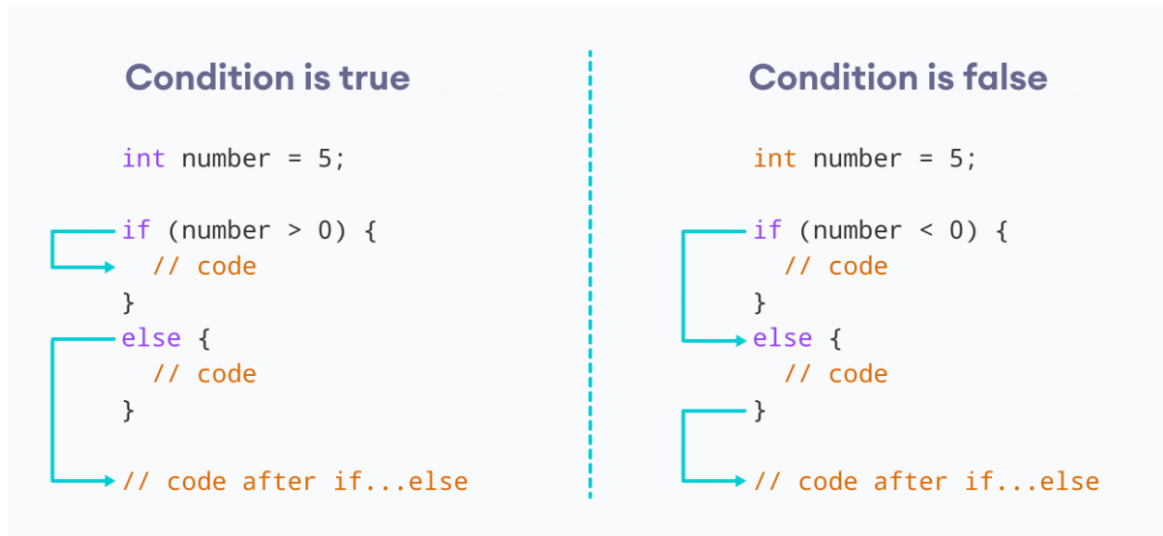 Condition is true
int number = 5;
if (number > 0) {
// code
}
else {
// code
}
// code after if...else
Condition is false
int number = 5;
if (number < 0) {
// code
}
else {
// code
}
// code after if...else